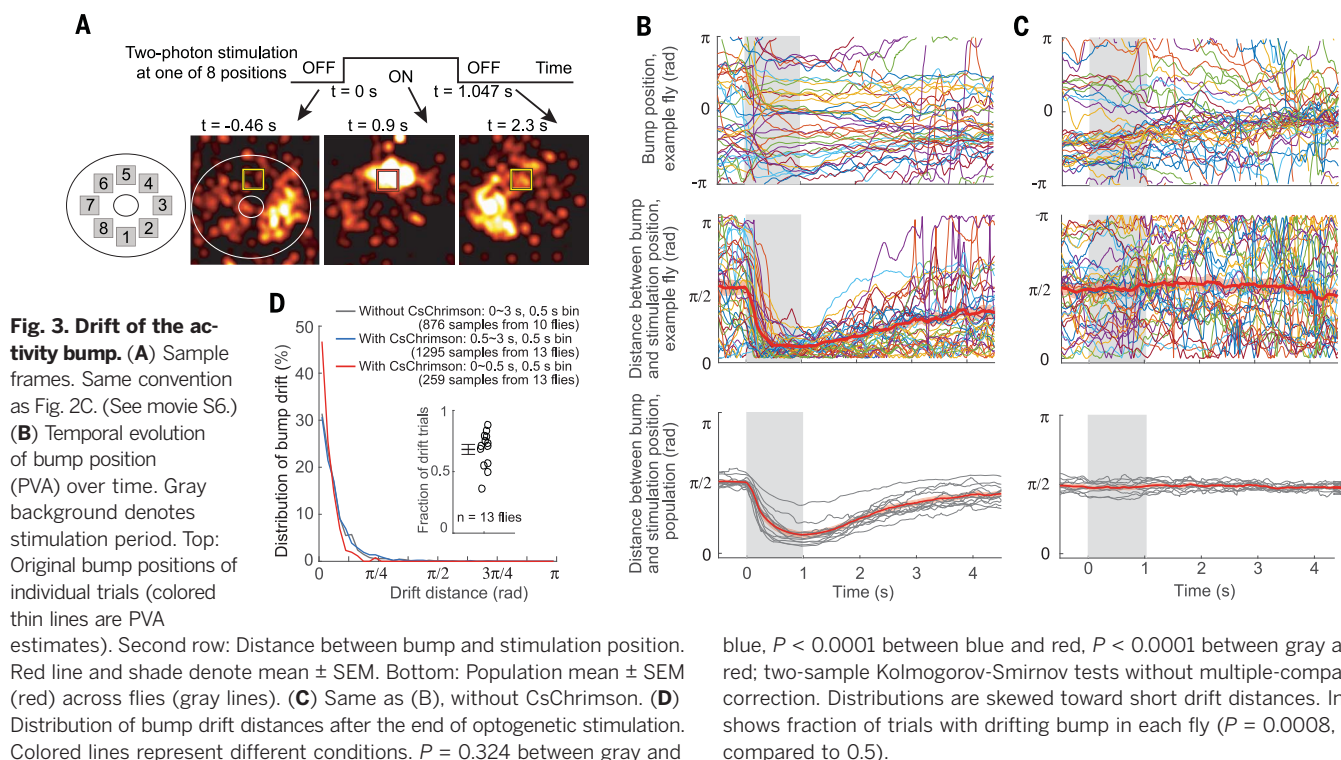 A
Two-photon stimulation
at one of 8 positions
OFF
ON
OFF
Time
t = 0 s
t = 1.047 s
t = -0.46 s
t = 0.9 s
t = 2.3 s
6 5 4
7 3
8 1 2
B
Bump position,
example fly (rad)
π
0
-π
Distance between bump
and stimulation position,
example fly (rad)
π
π/2
0
Distance between bump
and stimulation position,
population (rad)
π
π/2
0
0 1 2 3 4
Time (s)
C
π
0
-π
π
π/2
0
π
π/2
0
0 1 2 3 4
Time (s)
D
Without CsChrimson: 0~3 s, 0.5 s bin
(876 samples from 10 flies)
With CsChrimson: 0.5~3 s, 0.5 s bin
(1295 samples from 13 flies)
With CsChrimson: 0~0.5 s, 0.5 s bin
(259 samples from 13 flies)
Distribution of bump drift (%)
50
40
30
20
10
0
0 π/4 π/2 3π/4 π
Drift distance (rad)
Fraction of drift trials
1
0.5
0
n = 13 flies
Fig. 3. Drift of the ac-
tivity bump. (A) Sample
frames. Same convention
as Fig. 2C. (See movie S6.)
(B) Temporal evolution
of bump position
(PVA) over time. Gray
background denotes
stimulation period. Top:
Original bump positions of
individual trials (colored
thin lines are PVA
estimates). Second row: Distance between bump and stimulation position.
Red line and shade denote mean ± SEM. Bottom: Population mean ± SEM
(red) across flies (gray lines). (C) Same as (B), without CsChrimson. (D)
Distribution of bump drift distances after the end of optogenetic stimulation.
Colored lines represent different conditions. P = 0.324 between gray and
blue, P < 0.0001 between blue and red, P < 0.0001 between gray a
red; two-sample Kolmogorov-Smirnov tests without multiple-compa
correction. Distributions are skewed toward short drift distances. In
shows fraction of trials with drifting bump in each fly (P = 0.0008,
compared to 0.5).